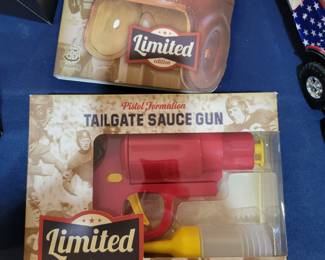 Limited
edition
Pistol Formation
TAILGATE SAUCE GUN
Limited